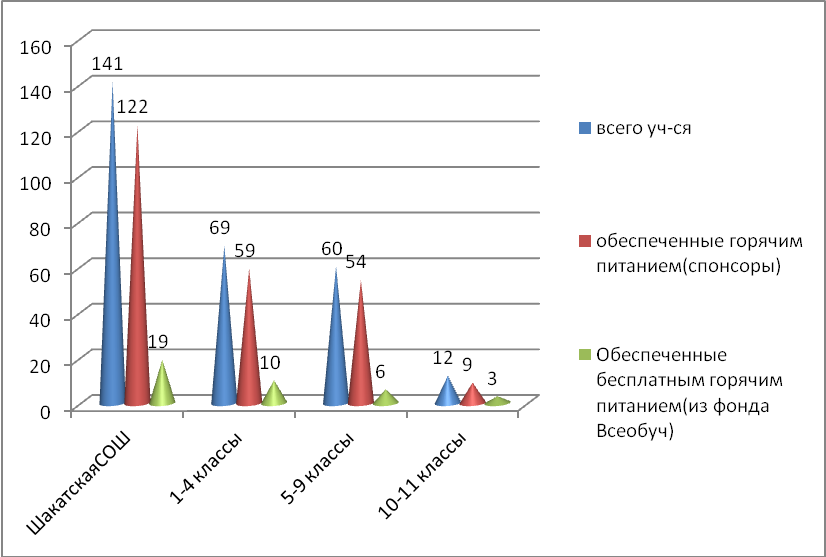 160
140
120
100
80
60
40
20
0
141
122
19
69
59
10
60
54
6
12
9
3
ШакатскаяСОШ
1-4 классы
5-9 классы
10-11 классы
всего уч-ся
обеспеченные горячим
питанием(спонсоры)
Обеспеченные
бесплатным горячим
питанием(из фонда
Всеобуч)